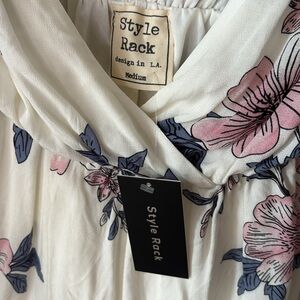 Style
Rack
design in L.A.
Medium
Style Rack